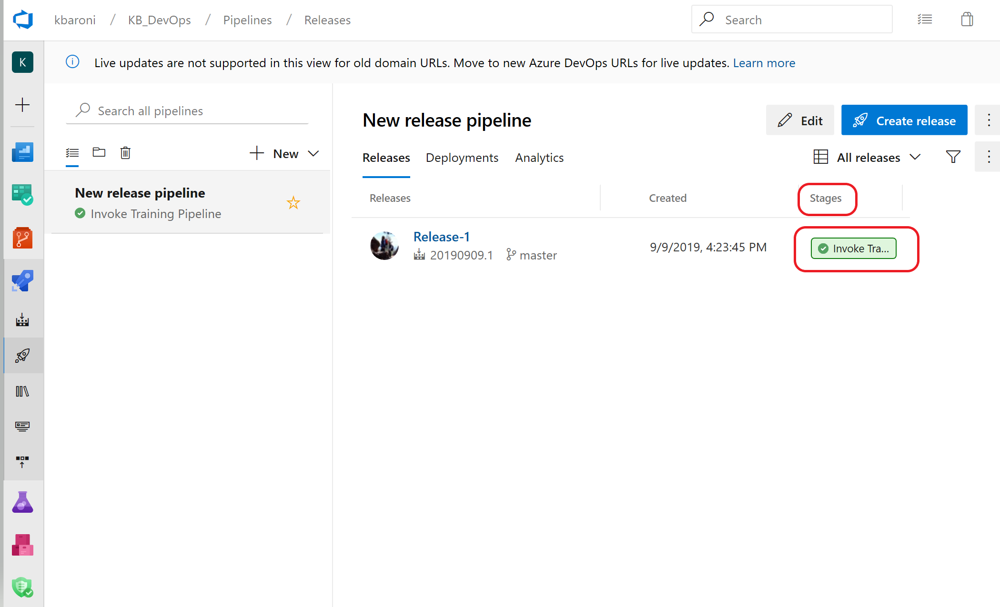 kbaroni / KB_DevOps / Pipelines / Releases
Search
K
Live updates are not supported in this view for old domain URLs. Move to new Azure DevOps URLs for live updates. Learn more
Search all pipelines
New
New release pipeline
Invoke Training Pipeline
New release pipeline
Edit
Create release
Releases Deployments Analytics
All releases
Releases Created Stages
Release-1
20190909.1 master
9/9/2019, 4:23:45 PM
Invoke Tra...